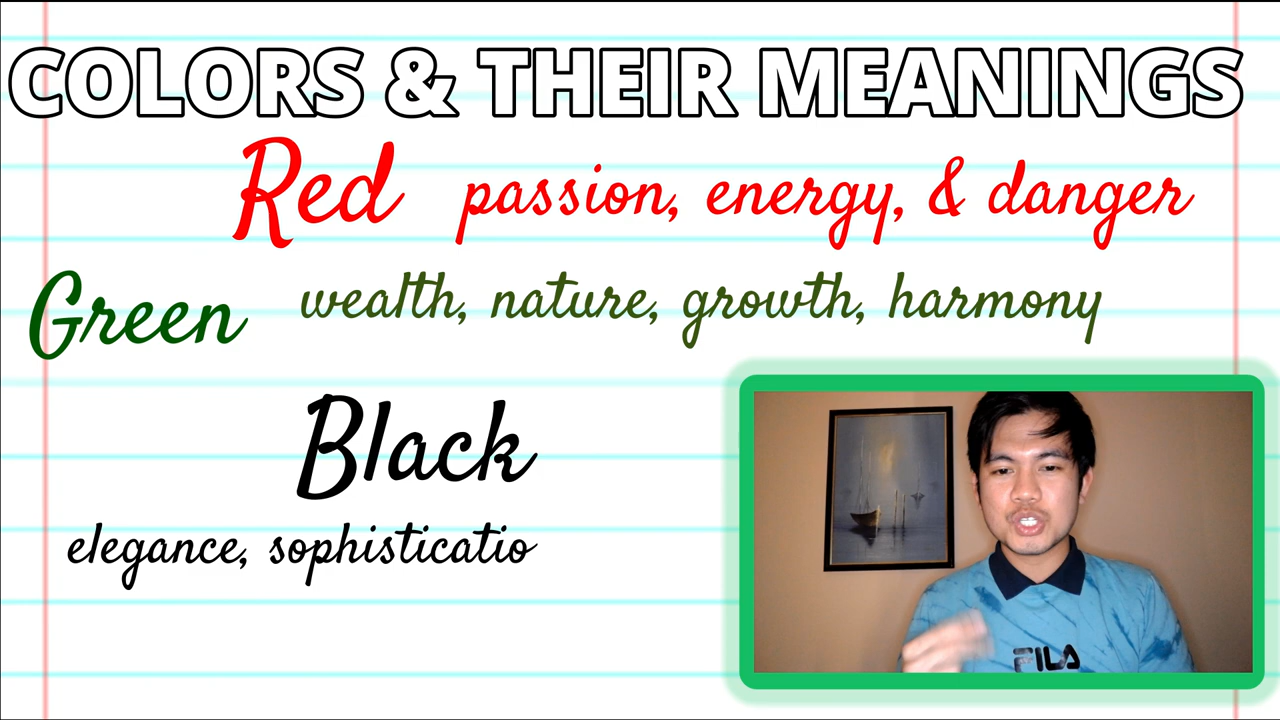 COLORS & THEIR MEANINGS
Red passion, energy, & danger
Green wealth, nature, growth, harmony
Black
elegance, sophisticatio
FILA